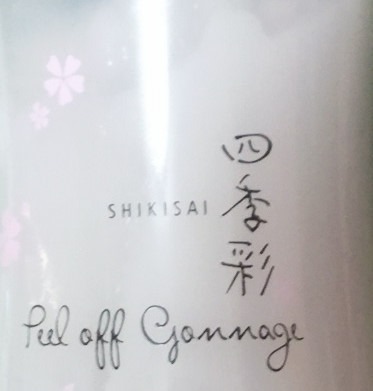 四季彩
SHIKISAI
Peel off Gommage